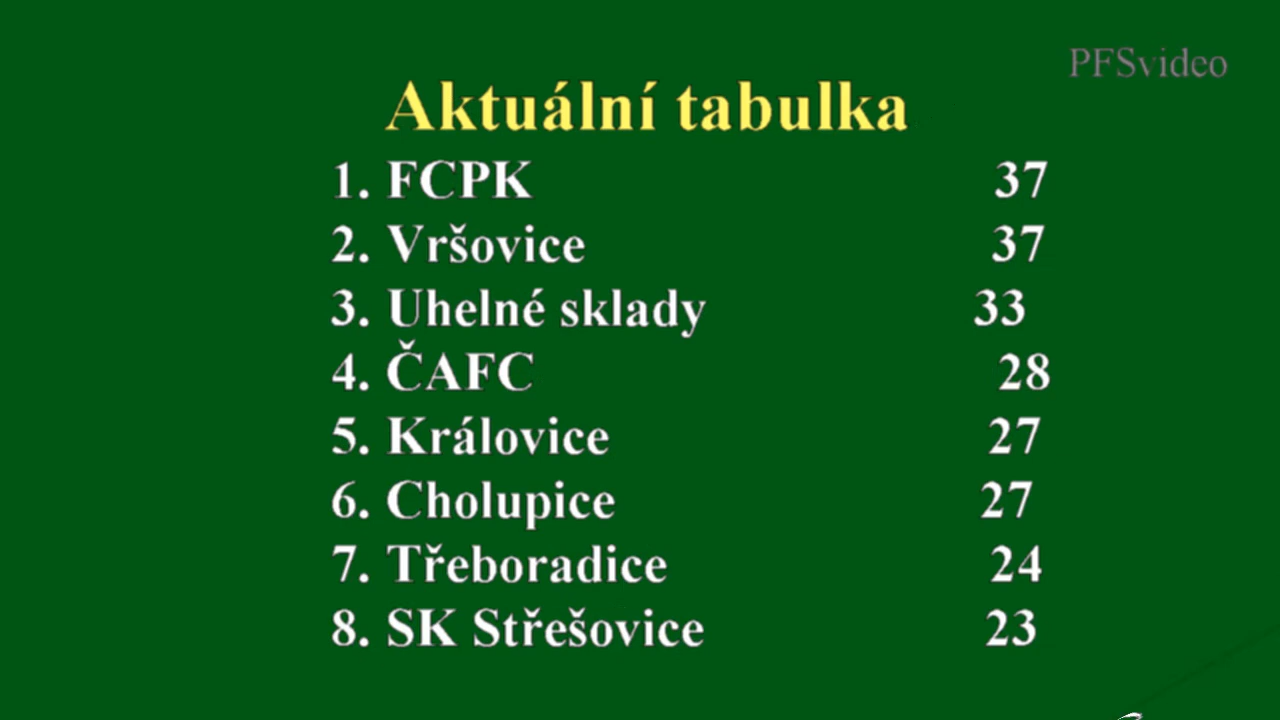 PFSvideo
Aktuální tabulka
1. FCPK 37
2. Vršovice 37
3. Uhelné sklady 33
4. ČAFC 28
5. Královice 27
6. Cholupice 27
7. Třeboradice 24
8. SK Střešovice 23